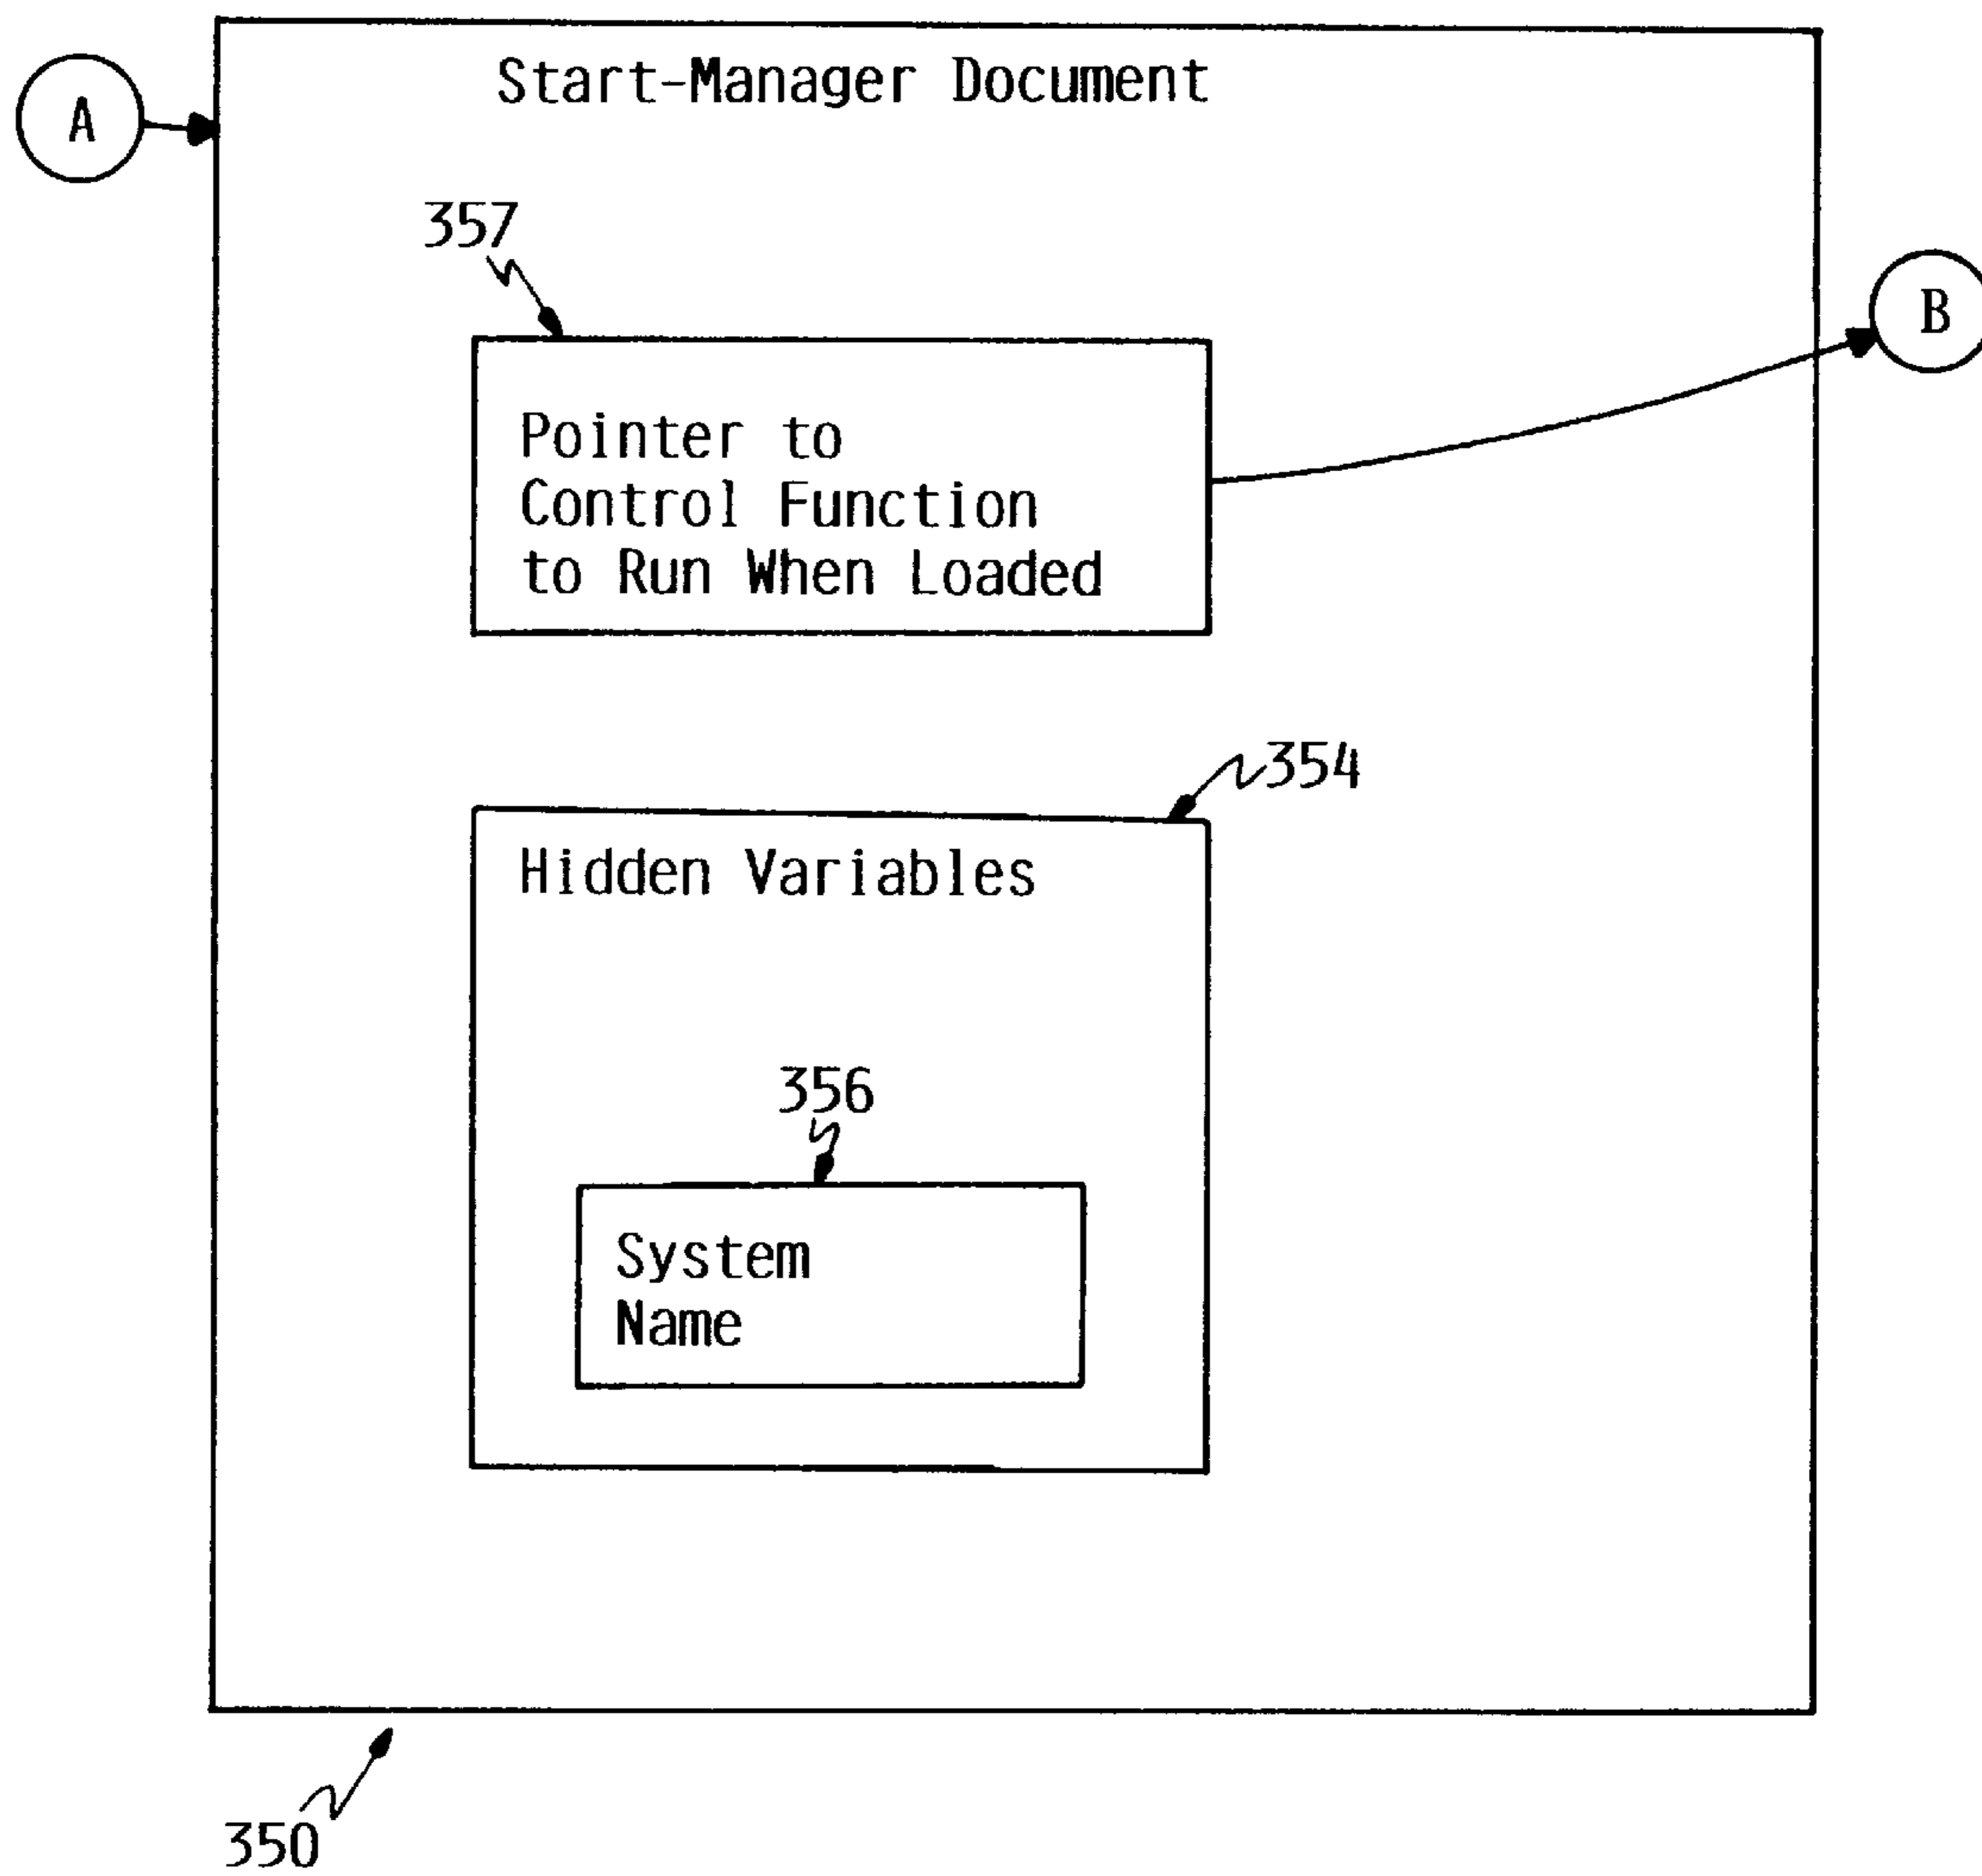 Start-Manager Document
A
357
B
Pointer to
Control Function
to Run When Loaded
354
Hidden Variables
356
System
Name
350